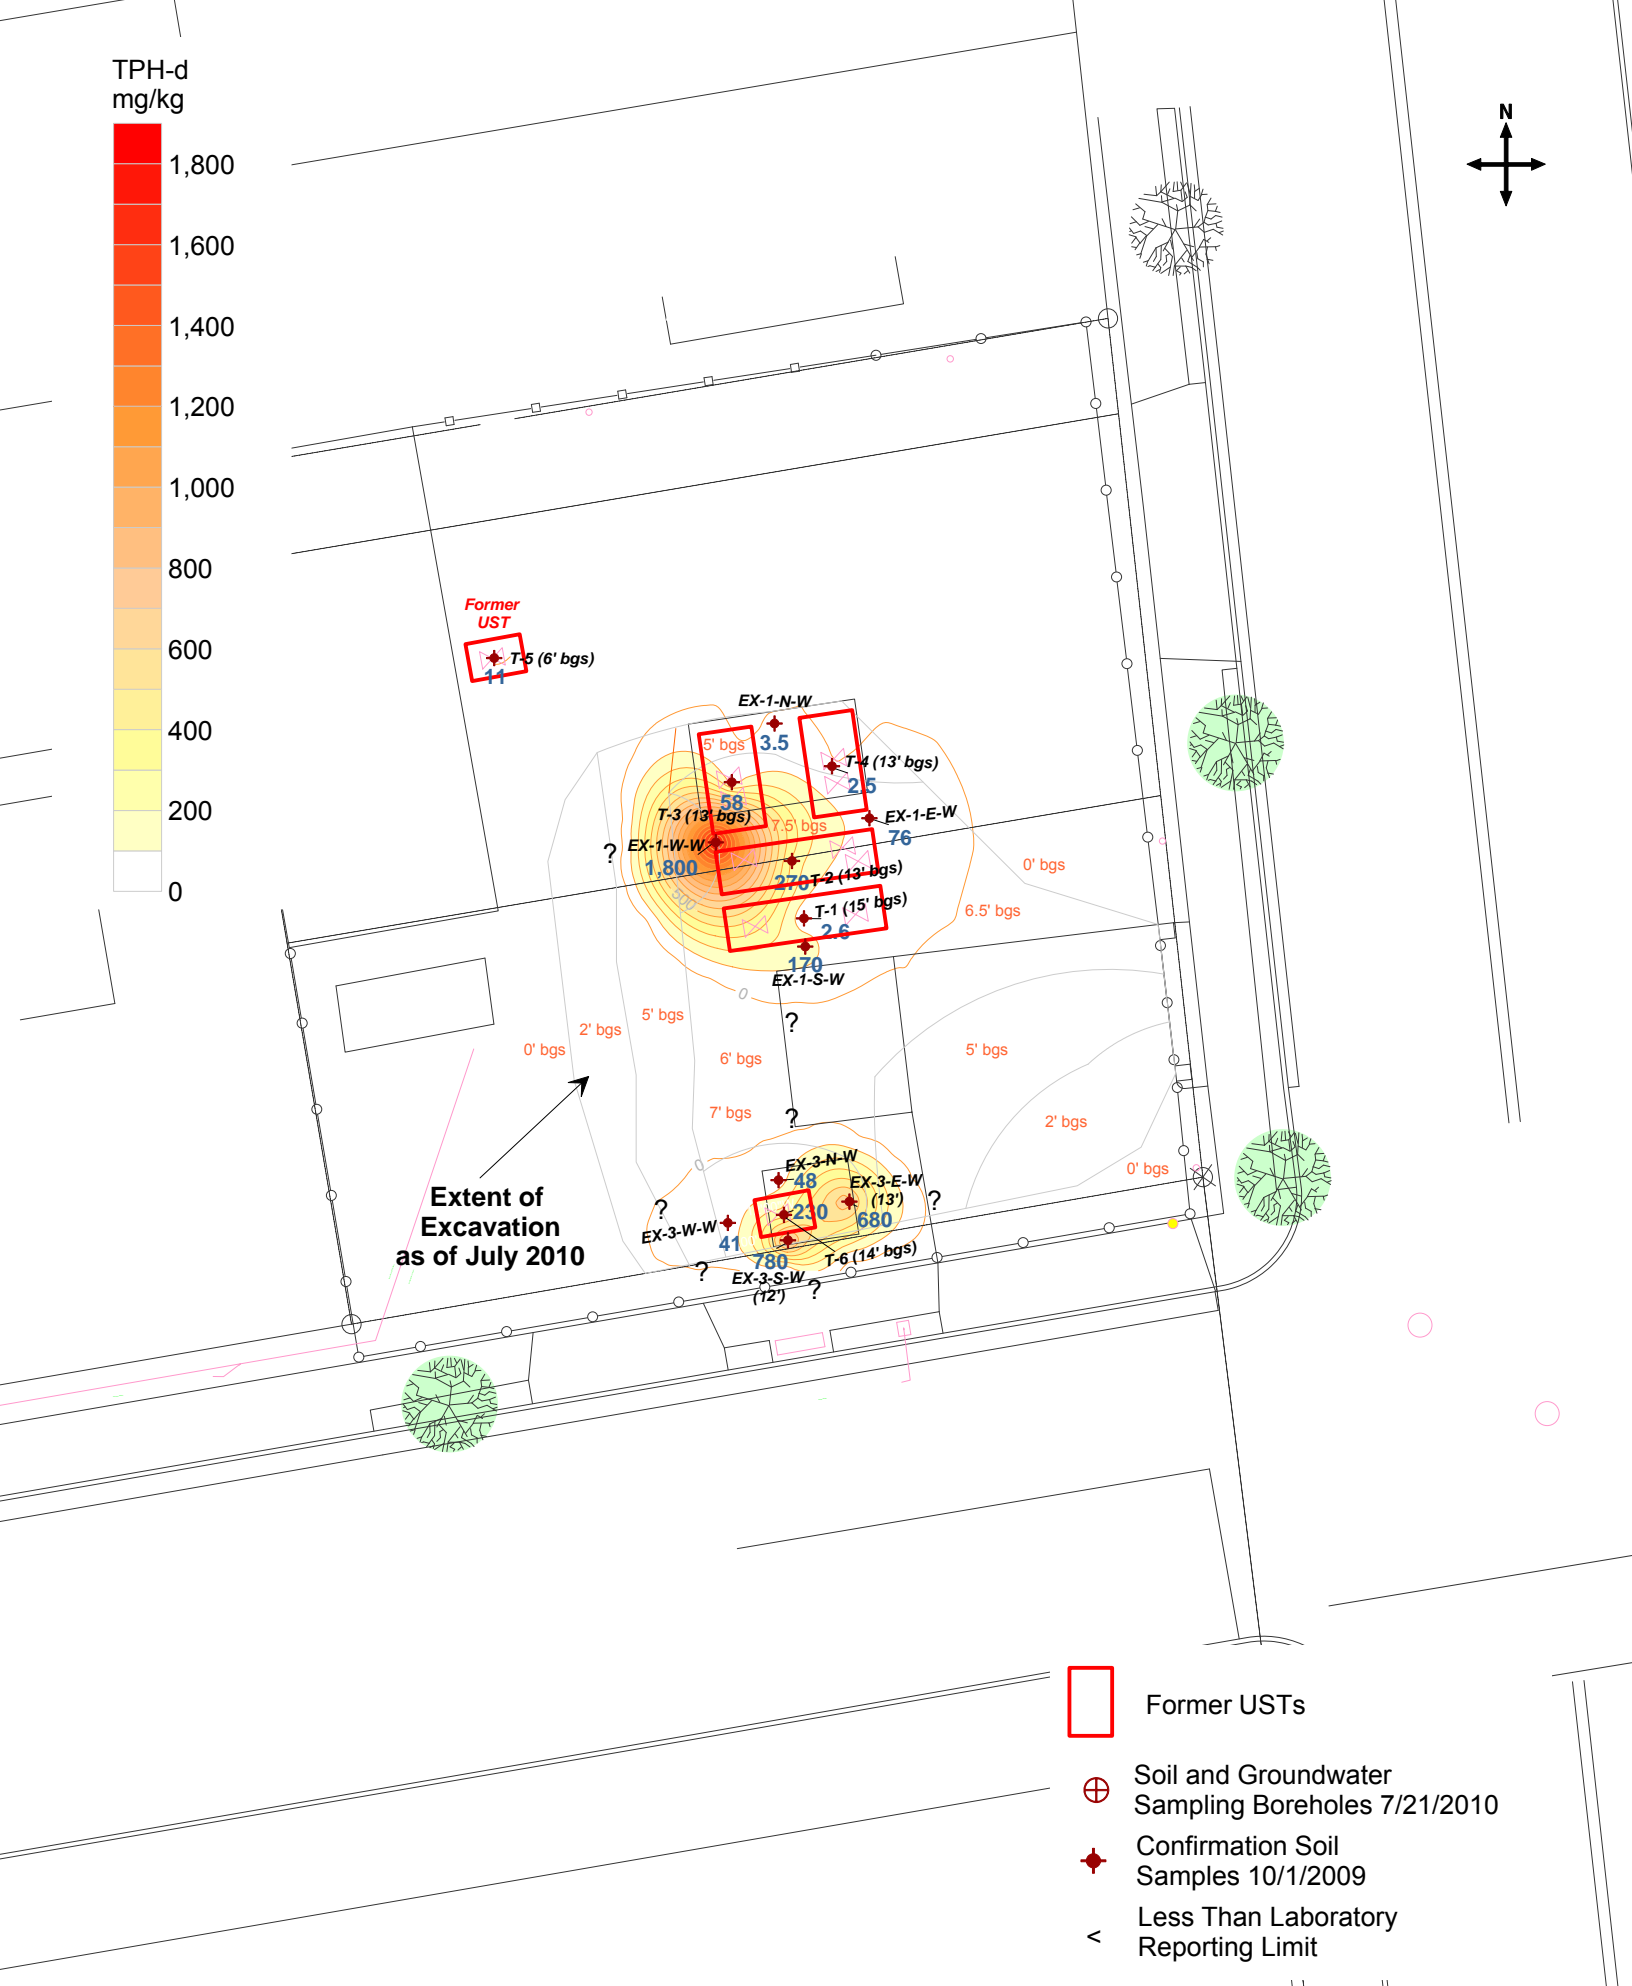 TPH-d
mg/kg
1,800
1,600
1,400
1,200
1,000
800
600
400
200
0
N
Former
UST
T-5 (6' bgs)
11
EX-1-N-W
3.5
5' bgs
T-4 (13' bgs)
2.5
58
T-3 (13' bgs)
EX-1-E-W
76
7.5' bgs
EX-1-W-W
?
1,800
270
T-2 (13' bgs)
0' bgs
500
T-1 (15' bgs)
2.6
6.5' bgs
170
EX-1-S-W
0
?
5' bgs
2' bgs
0' bgs
6' bgs
5' bgs
7' bgs
?
2' bgs
EX-3-N-W
0
0' bgs
48
EX-3-E-W
(13')
Extent of
Excavation
as of July 2010
?
?
230
680
EX-3-W-W
41
780
T-6 (14' bgs)
?
EX-3-S-W
(12')
?
Former USTs
Soil and Groundwater
Sampling Boreholes 7/21/2010
Confirmation Soil
Samples 10/1/2009
<
Less Than Laboratory
Reporting Limit